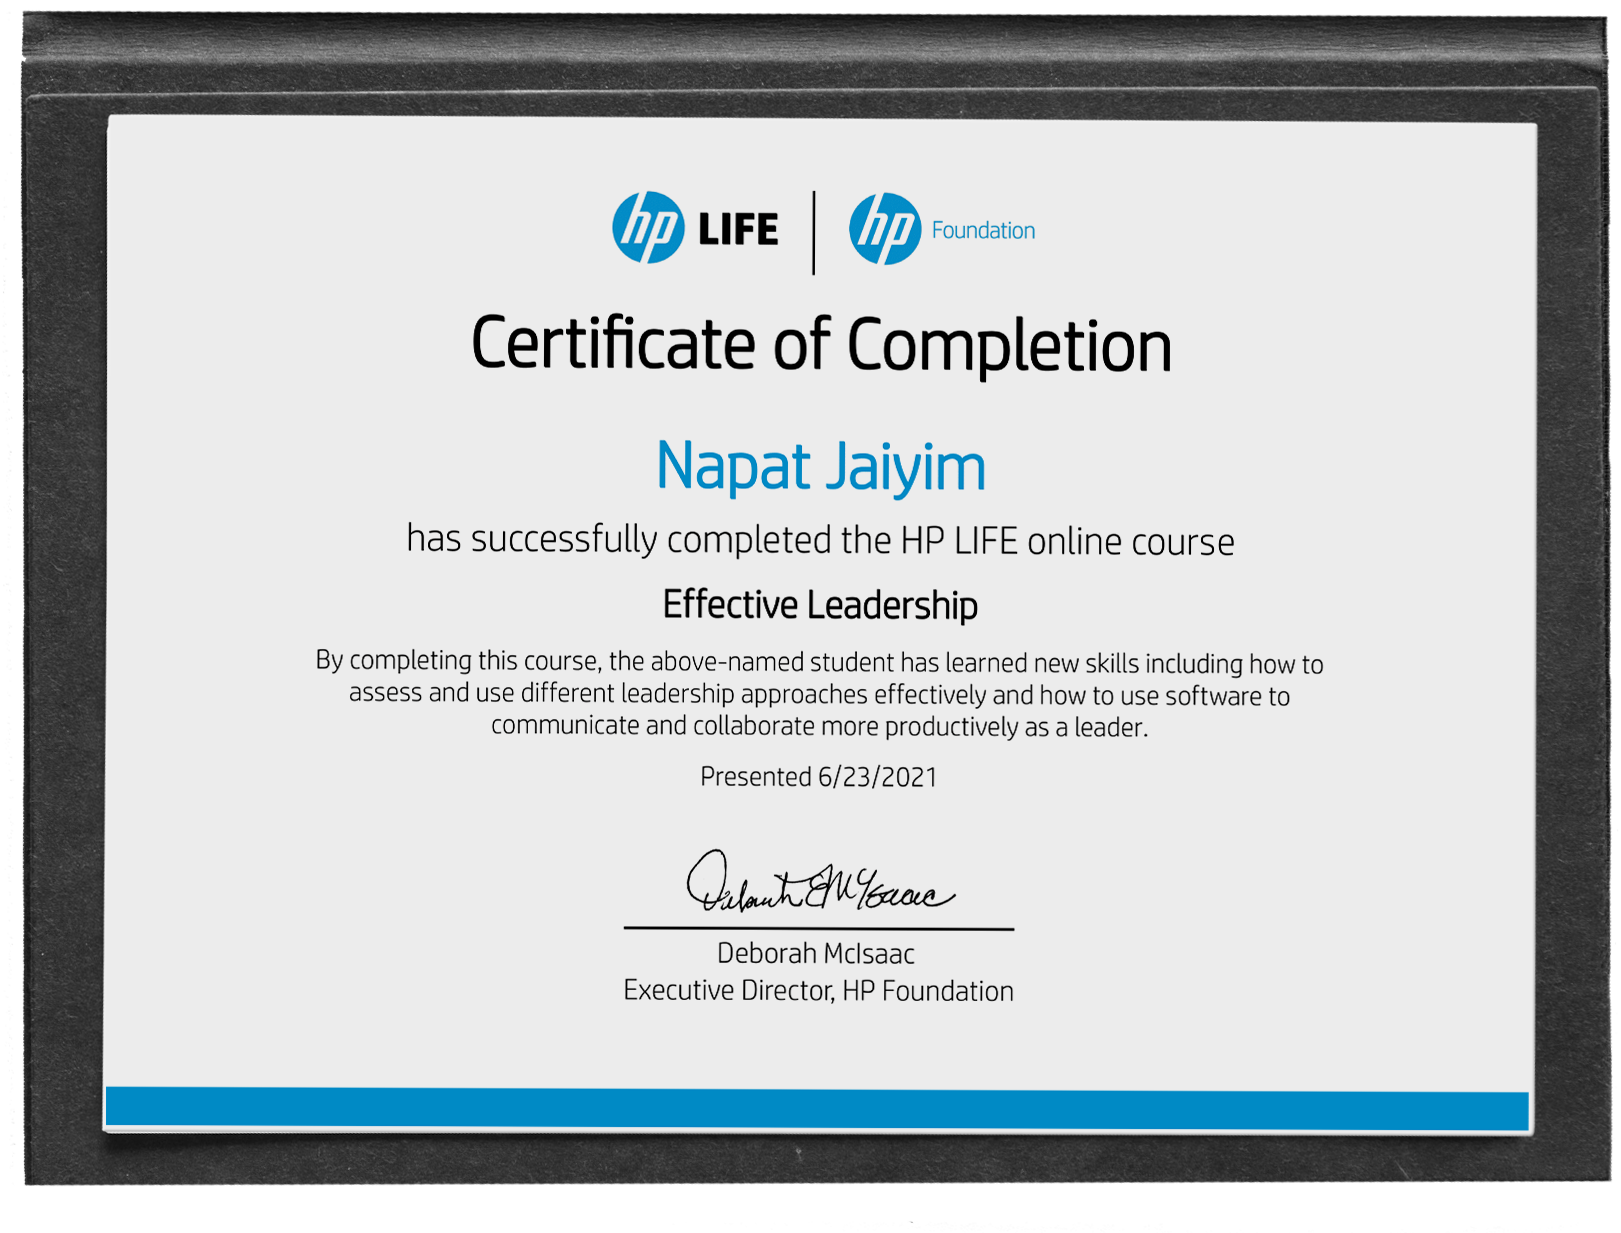 hp LIFE | hp Foundation
Certificate of Completion
Napat Jaiyim
has successfully completed the HP LIFE online course
Effective Leadership
By completing this course, the above-named student has learned new skills including how to
assess and use different leadership approaches effectively and how to use software to
communicate and collaborate more productively as a leader.
Presented 6/23/2021
Deborah McIsaac
Executive Director, HP Foundation